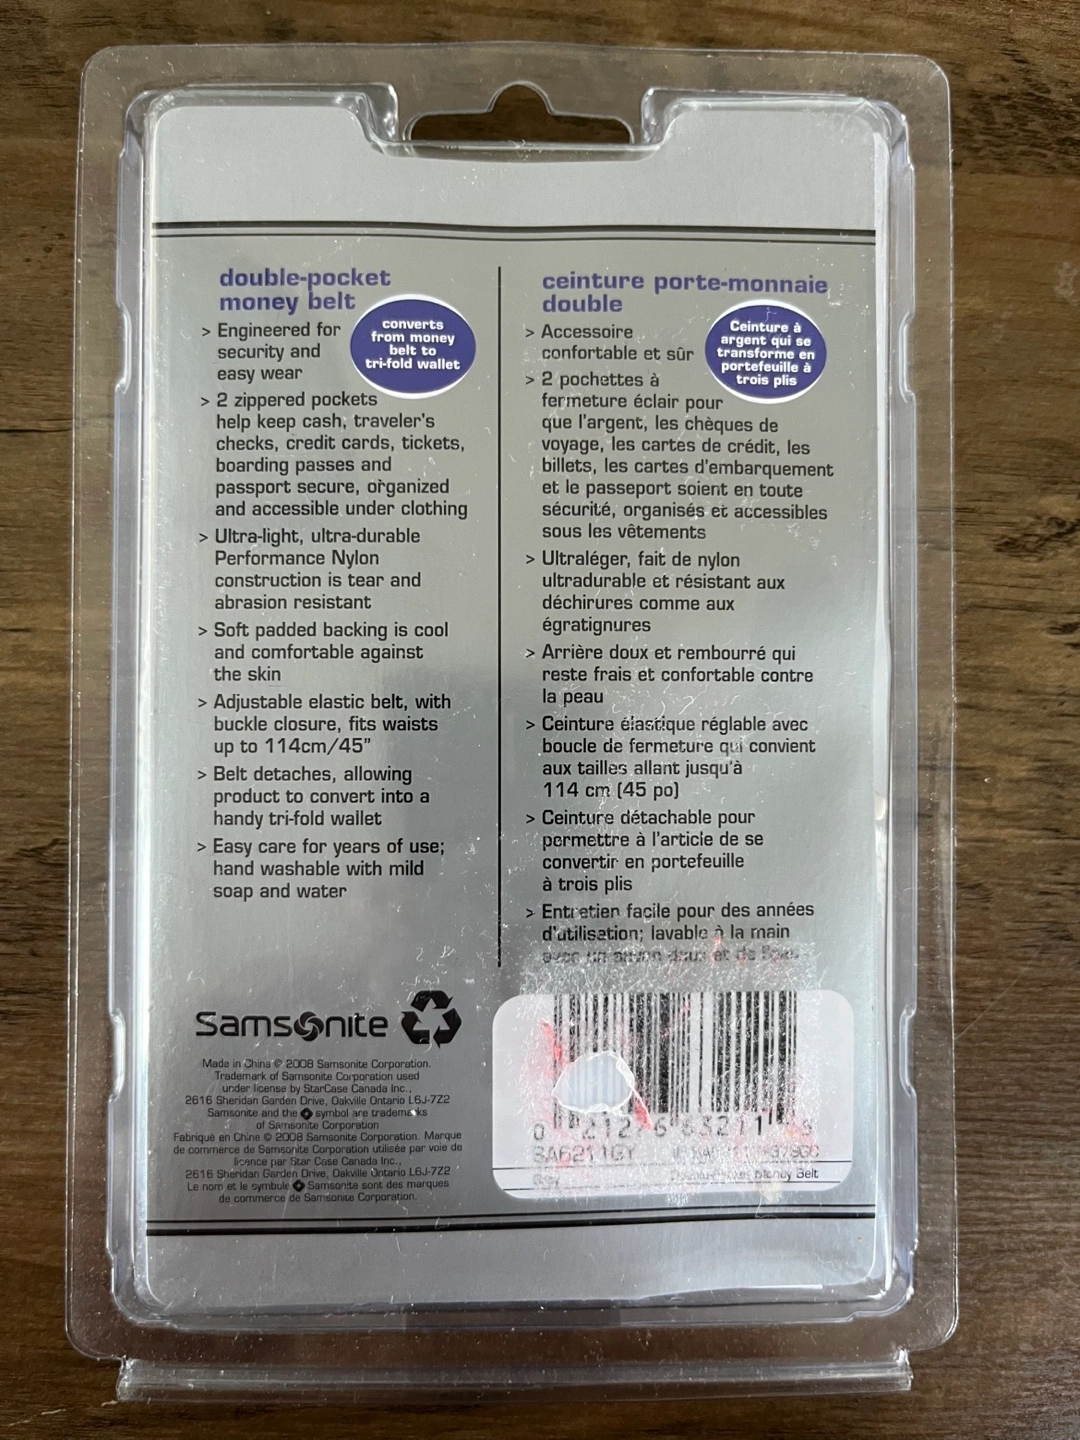 double-pocket
money belt
converts
from money
belt to
tri-fold wallet
> Engineered for
security and
easy wear
> 2 zippered pockets
help keep cash, traveler's
checks, credit cards, tickets,
boarding passes and
passport secure, organized
and accessible under clothing
> Ultra-light, ultra-durable
Performance Nylon
construction is tear and
abrasion resistant
> Soft padded backing is cool
and comfortable against
the skin
> Adjustable elastic belt, with
buckle closure, fits waists
up to 114cm/45"
> Belt detaches, allowing
product to convert into a
handy tri-fold wallet
> Easy care for years of use;
hand washable with mild
soap and water
ceinture porte-monnaie
double
Ceinture à
argent qui se
transforme en
portefeuille à
trois plis
> Accessoire
confortable et sûr
> 2 pochettes à
fermeture éclair pour
que l'argent, les chèques de
voyage, les cartes de crédit, les
billets, les cartes d'embarquement
et le passeport soient en toute
sécurité, organisés et accessibles
sous les vêtements
> Ultraléger, fait de nylon
ultradurable et résistant aux
déchirures comme aux
égratignures
> Arrière doux et rembourré qui
reste frais et confortable contre
la peau
> Ceinture élastique réglable avec
boucle de fermeture qui convient
aux tailles allant jusqu'à
114 cm (45 po)
> Ceinture détachable pour
permettre à l'article de se
convertir en portefeuille
à trois plis
> Entretien facile pour des années
d'utilisation; lavable à la main
avec un savon doux et de l'eau
Samsonite
Made in China © 2008 Samsonite Corporation.
Trademark of Samsonite Corporation used
under license by StarCase Canada Inc.,
2616 Sheridan Garden Drive, Oakville Ontario L6J-7Z2
Samsonite and the symbol are trademarks
of Samsonite Corporation
Fabriqué en Chine © 2008 Samsonite Corporation. Marque
de commerce de Samsonite Corporation utilisée par voie de
licence par Star Case Canada Inc.,
2616 Sheridan Garden Drive, Oakville Ontario L6J-7Z2
Le nom et le symbole Samsonite sont des marques
de commerce de Samsonite Corporation.
SA6211GY
Money Belt